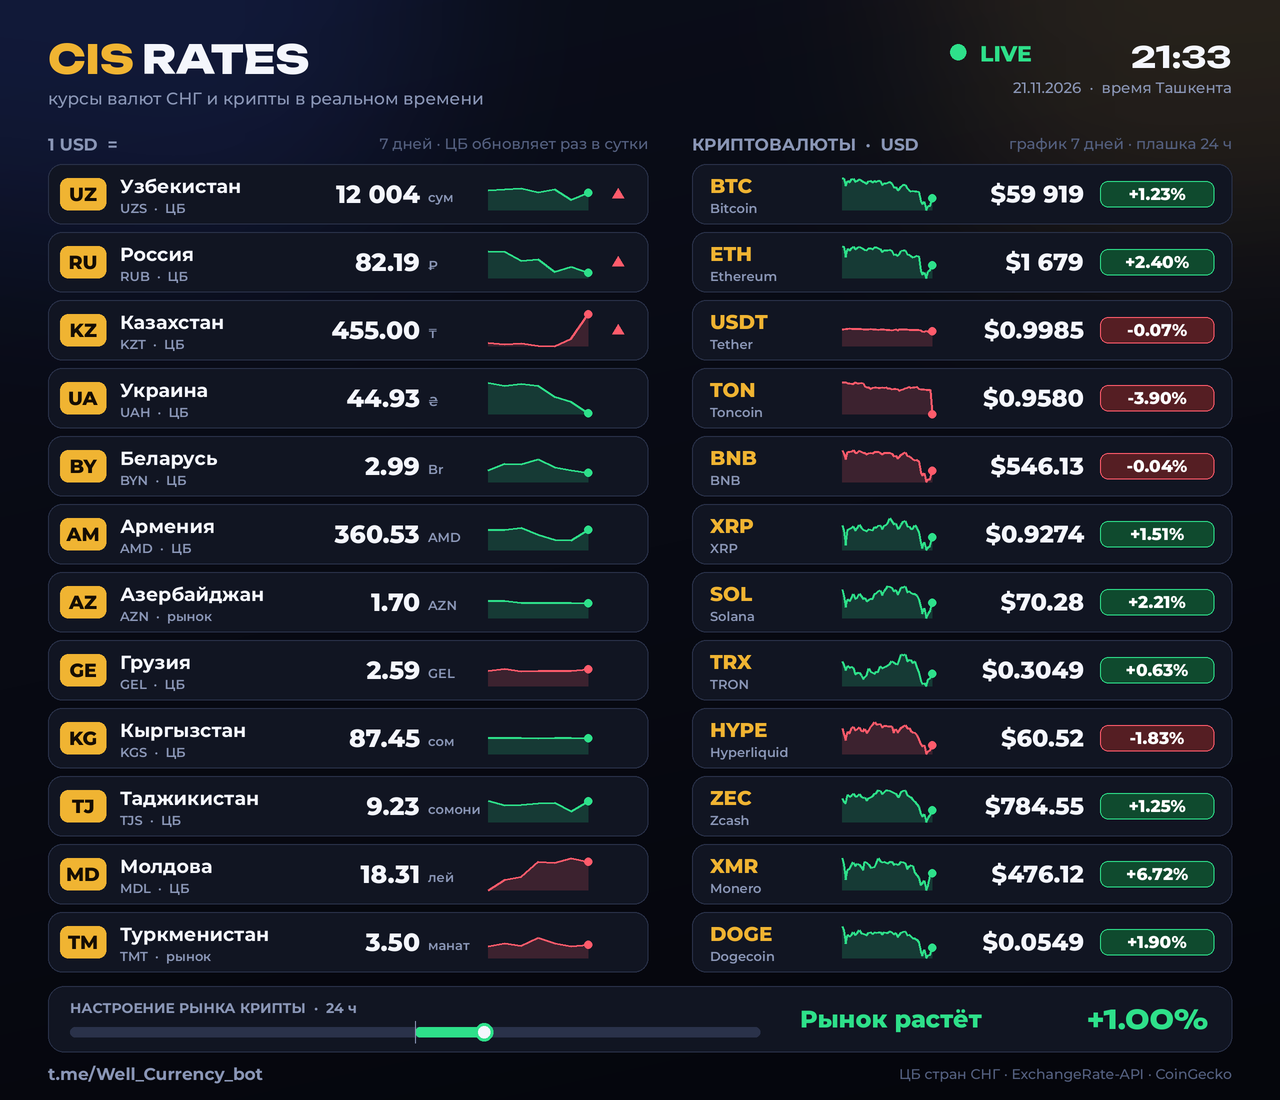 CIS RATES
курсы валют СНГ и крипты в реальном времени
LIVE
21:33
21.11.2026 · время Ташкента
1 USD =
7 дней · ЦБ обновляет раз в сутки
UZ Узбекистан 12 004 сум
UZS · ЦБ
RU Россия 82.19 ₽
RUB · ЦБ
KZ Казахстан 455.00 ₸
KZT · ЦБ
UA Украина 44.93 ₴
UAH · ЦБ
BY Беларусь 2.99 Br
BYN · ЦБ
AM Армения 360.53 AMD
AMD · ЦБ
AZ Азербайджан 1.70 AZN
AZN · рынок
GE Грузия 2.59 GEL
GEL · ЦБ
KG Кыргызстан 87.45 сом
KGS · ЦБ
TJ Таджикистан 9.23 сомони
TJS · ЦБ
MD Молдова 18.31 лей
MDL · ЦБ
TM Туркменистан 3.50 манат
TMT · рынок
КРИПТОВАЛЮТЫ · USD
график 7 дней · плашка 24 ч
BTC $59 919 +1.23%
Bitcoin
ETH $1 679 +2.40%
Ethereum
USDT $0.9985 -0.07%
Tether
TON $0.9580 -3.90%
Toncoin
BNB $546.13 -0.04%
BNB
XRP $0.9274 +1.51%
XRP
SOL $70.28 +2.21%
Solana
TRX $0.3049 +0.63%
TRON
HYPE $60.52 -1.83%
Hyperliquid
ZEC $784.55 +1.25%
Zcash
XMR $476.12 +6.72%
Monero
DOGE $0.0549 +1.90%
Dogecoin
НАСТРОЕНИЕ РЫНКА КРИПТЫ · 24 ч
Рынок растёт
+1.00%
t.me/Well_Currency_bot
ЦБ стран СНГ · ExchangeRate-API · CoinGecko